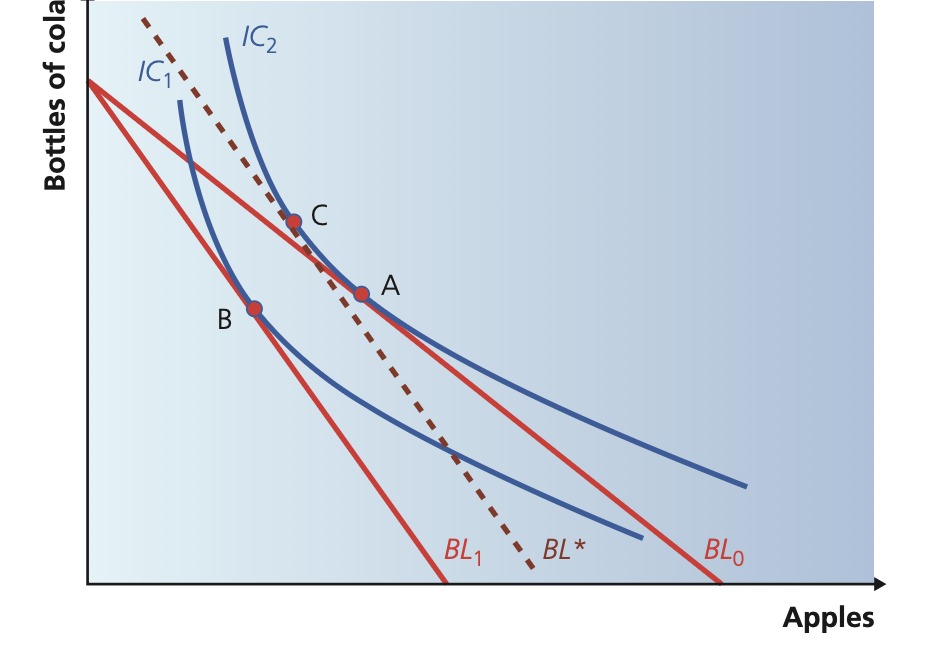 Bottles of cola
IC2
IC1
C
A
B
BL1
BL*
BL0
Apples